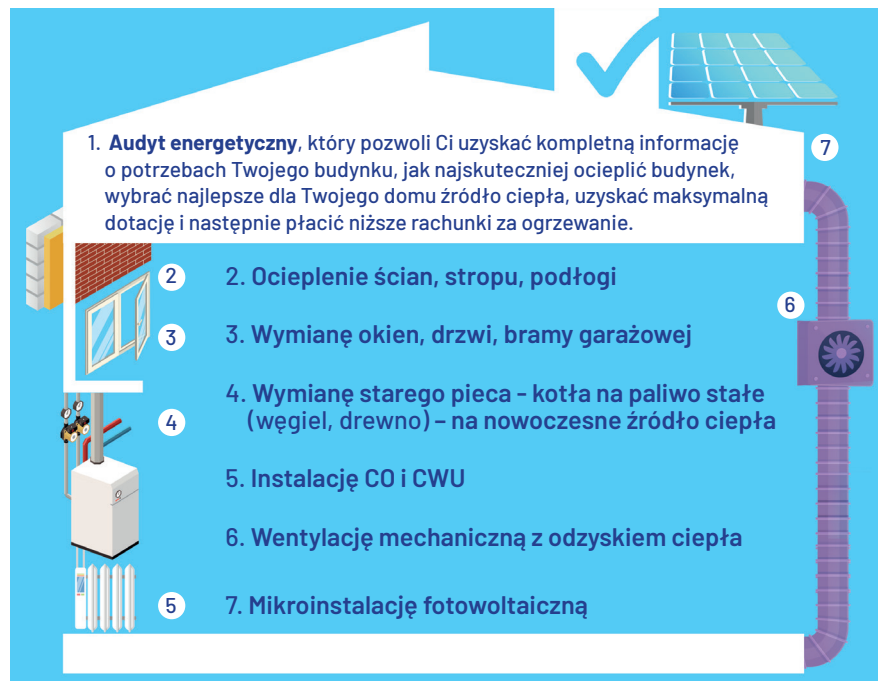 1. Audyt energetyczny, który pozwoli Ci uzyskać kompletną informację
o potrzebach Twojego budynku, jak najskuteczniej ocieplić budynek,
wybrać najlepsze dla Twojego domu źródło ciepła, uzyskać maksymalną
dotację i następnie płacić niższe rachunki za ogrzewanie.
7
2
2. Ocieplenie ścian, stropu, podłogi
6
3
3. Wymianę okien, drzwi, bramy garażowej
4
4. Wymianę starego pieca - kotła na paliwo stałe
(węgiel, drewno) – na nowoczesne źródło ciepła
5. Instalację CO i CWU
6. Wentylację mechaniczną z odzyskiem ciepła
5
7. Mikroinstalację fotowoltaiczną